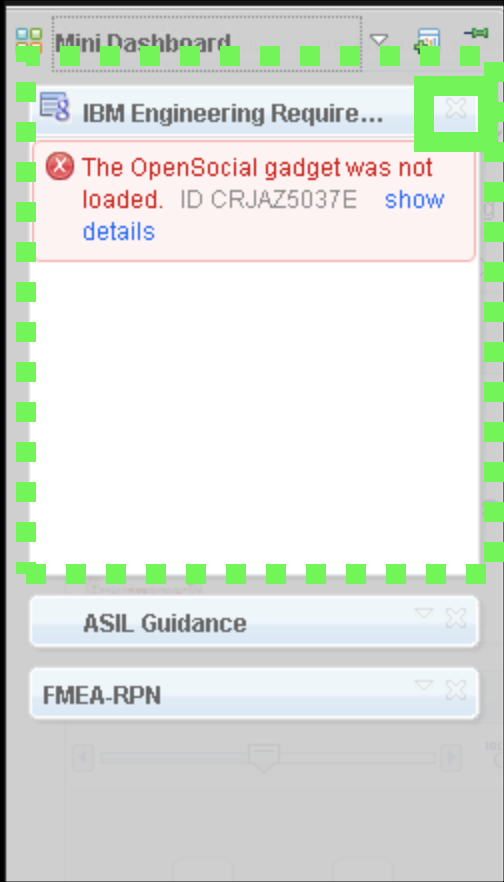 Mini Dashboard
IBM Engineering Require...
The OpenSocial gadget was not
loaded. ID CRJAZ5037E show
details
ASIL Guidance
FMEA-RPN